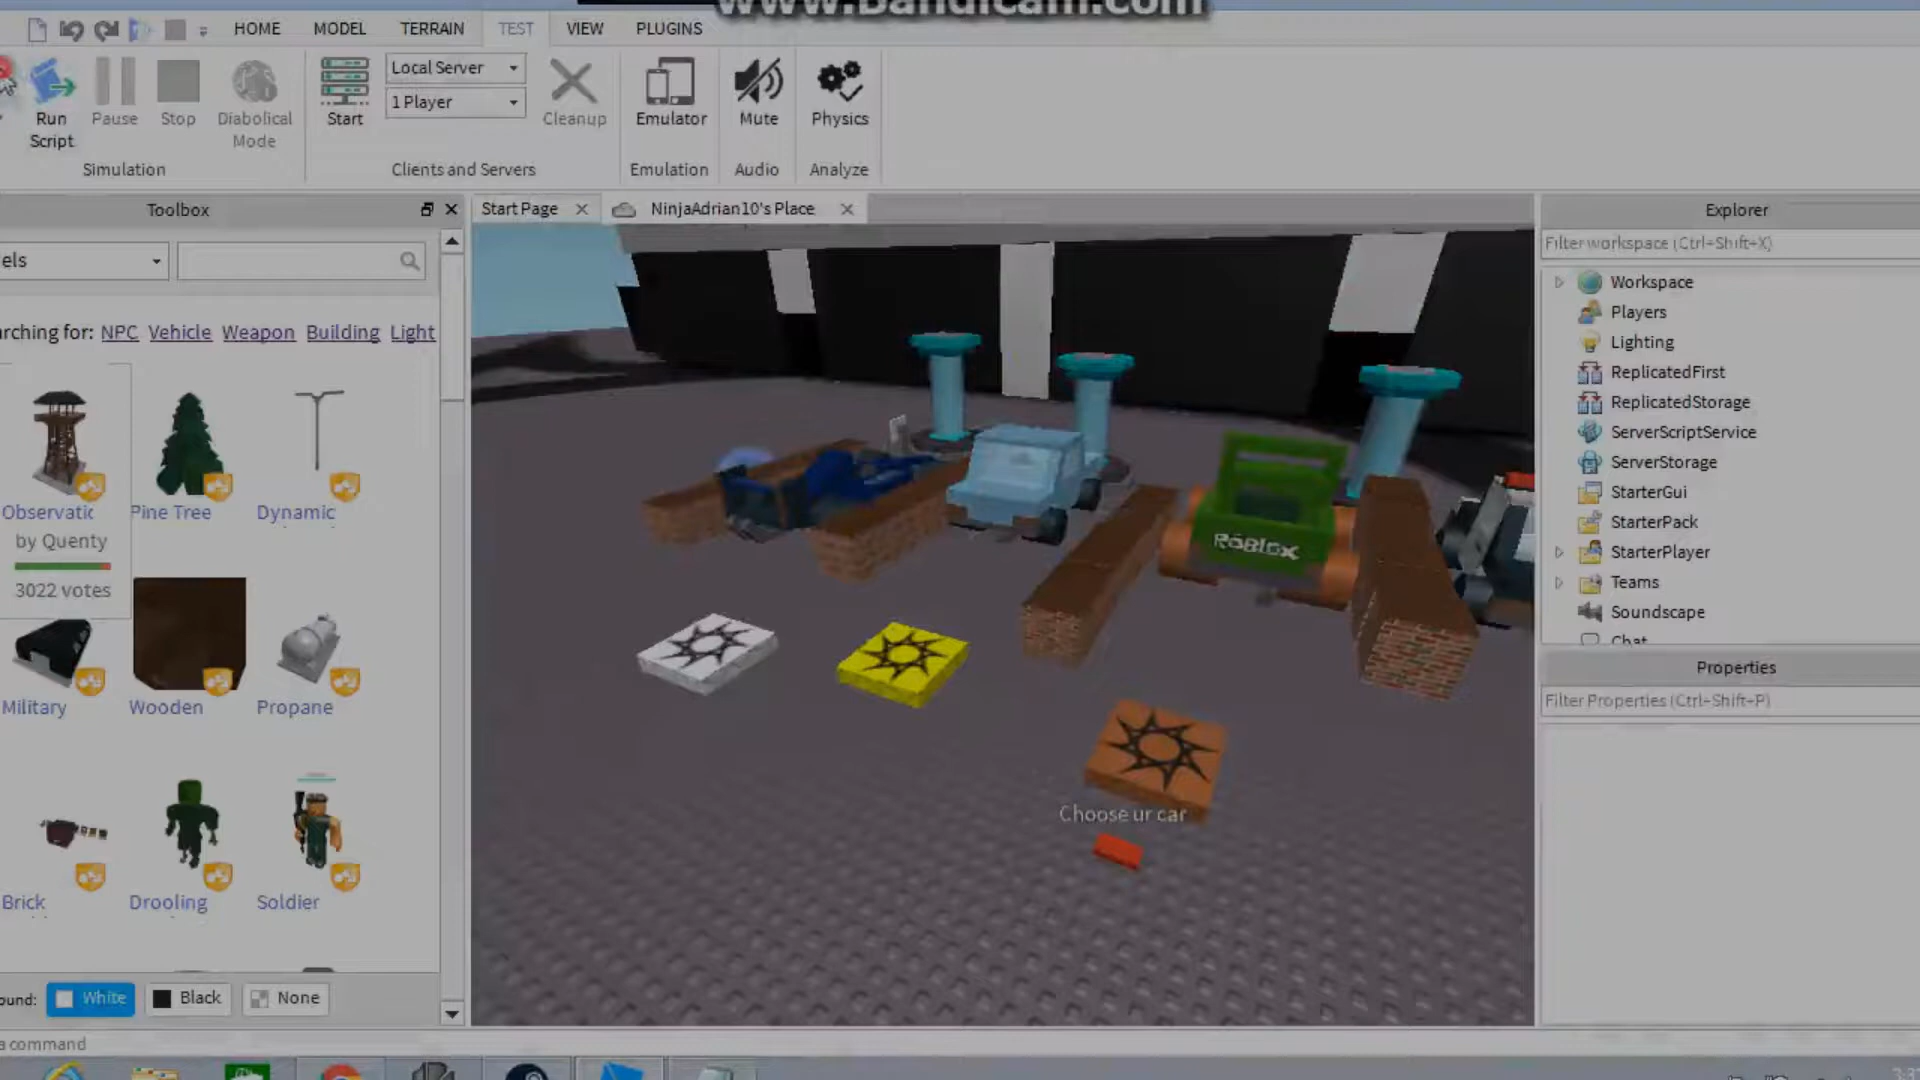 www.Bandicam.com
HOME MODEL TERRAIN TEST VIEW PLUGINS
Run Script Pause Stop Diabolical Mode Start Local Server 1 Player Cleanup Emulator Mute Physics
Simulation Clients and Servers Emulation Audio Analyze
Toolbox
Start Page NinjaAdrian10's Place
Explorer
els
Filter workspace (Ctrl+Shift+X)
rching for: NPC Vehicle Weapon Building Light
Workspace
Players
Lighting
ReplicatedFirst
ReplicatedStorage
ServerScriptService
ServerStorage
StarterGui
StarterPack
StarterPlayer
Teams
Soundscape
Chat
Observatic Pine Tree Dynamic
by Quenty
3022 votes
ROBLOX
Properties
Filter Properties (Ctrl+Shift+P)
Military Wooden Propane
Choose ur car
Brick Drooling Soldier
ound: White Black None
a command